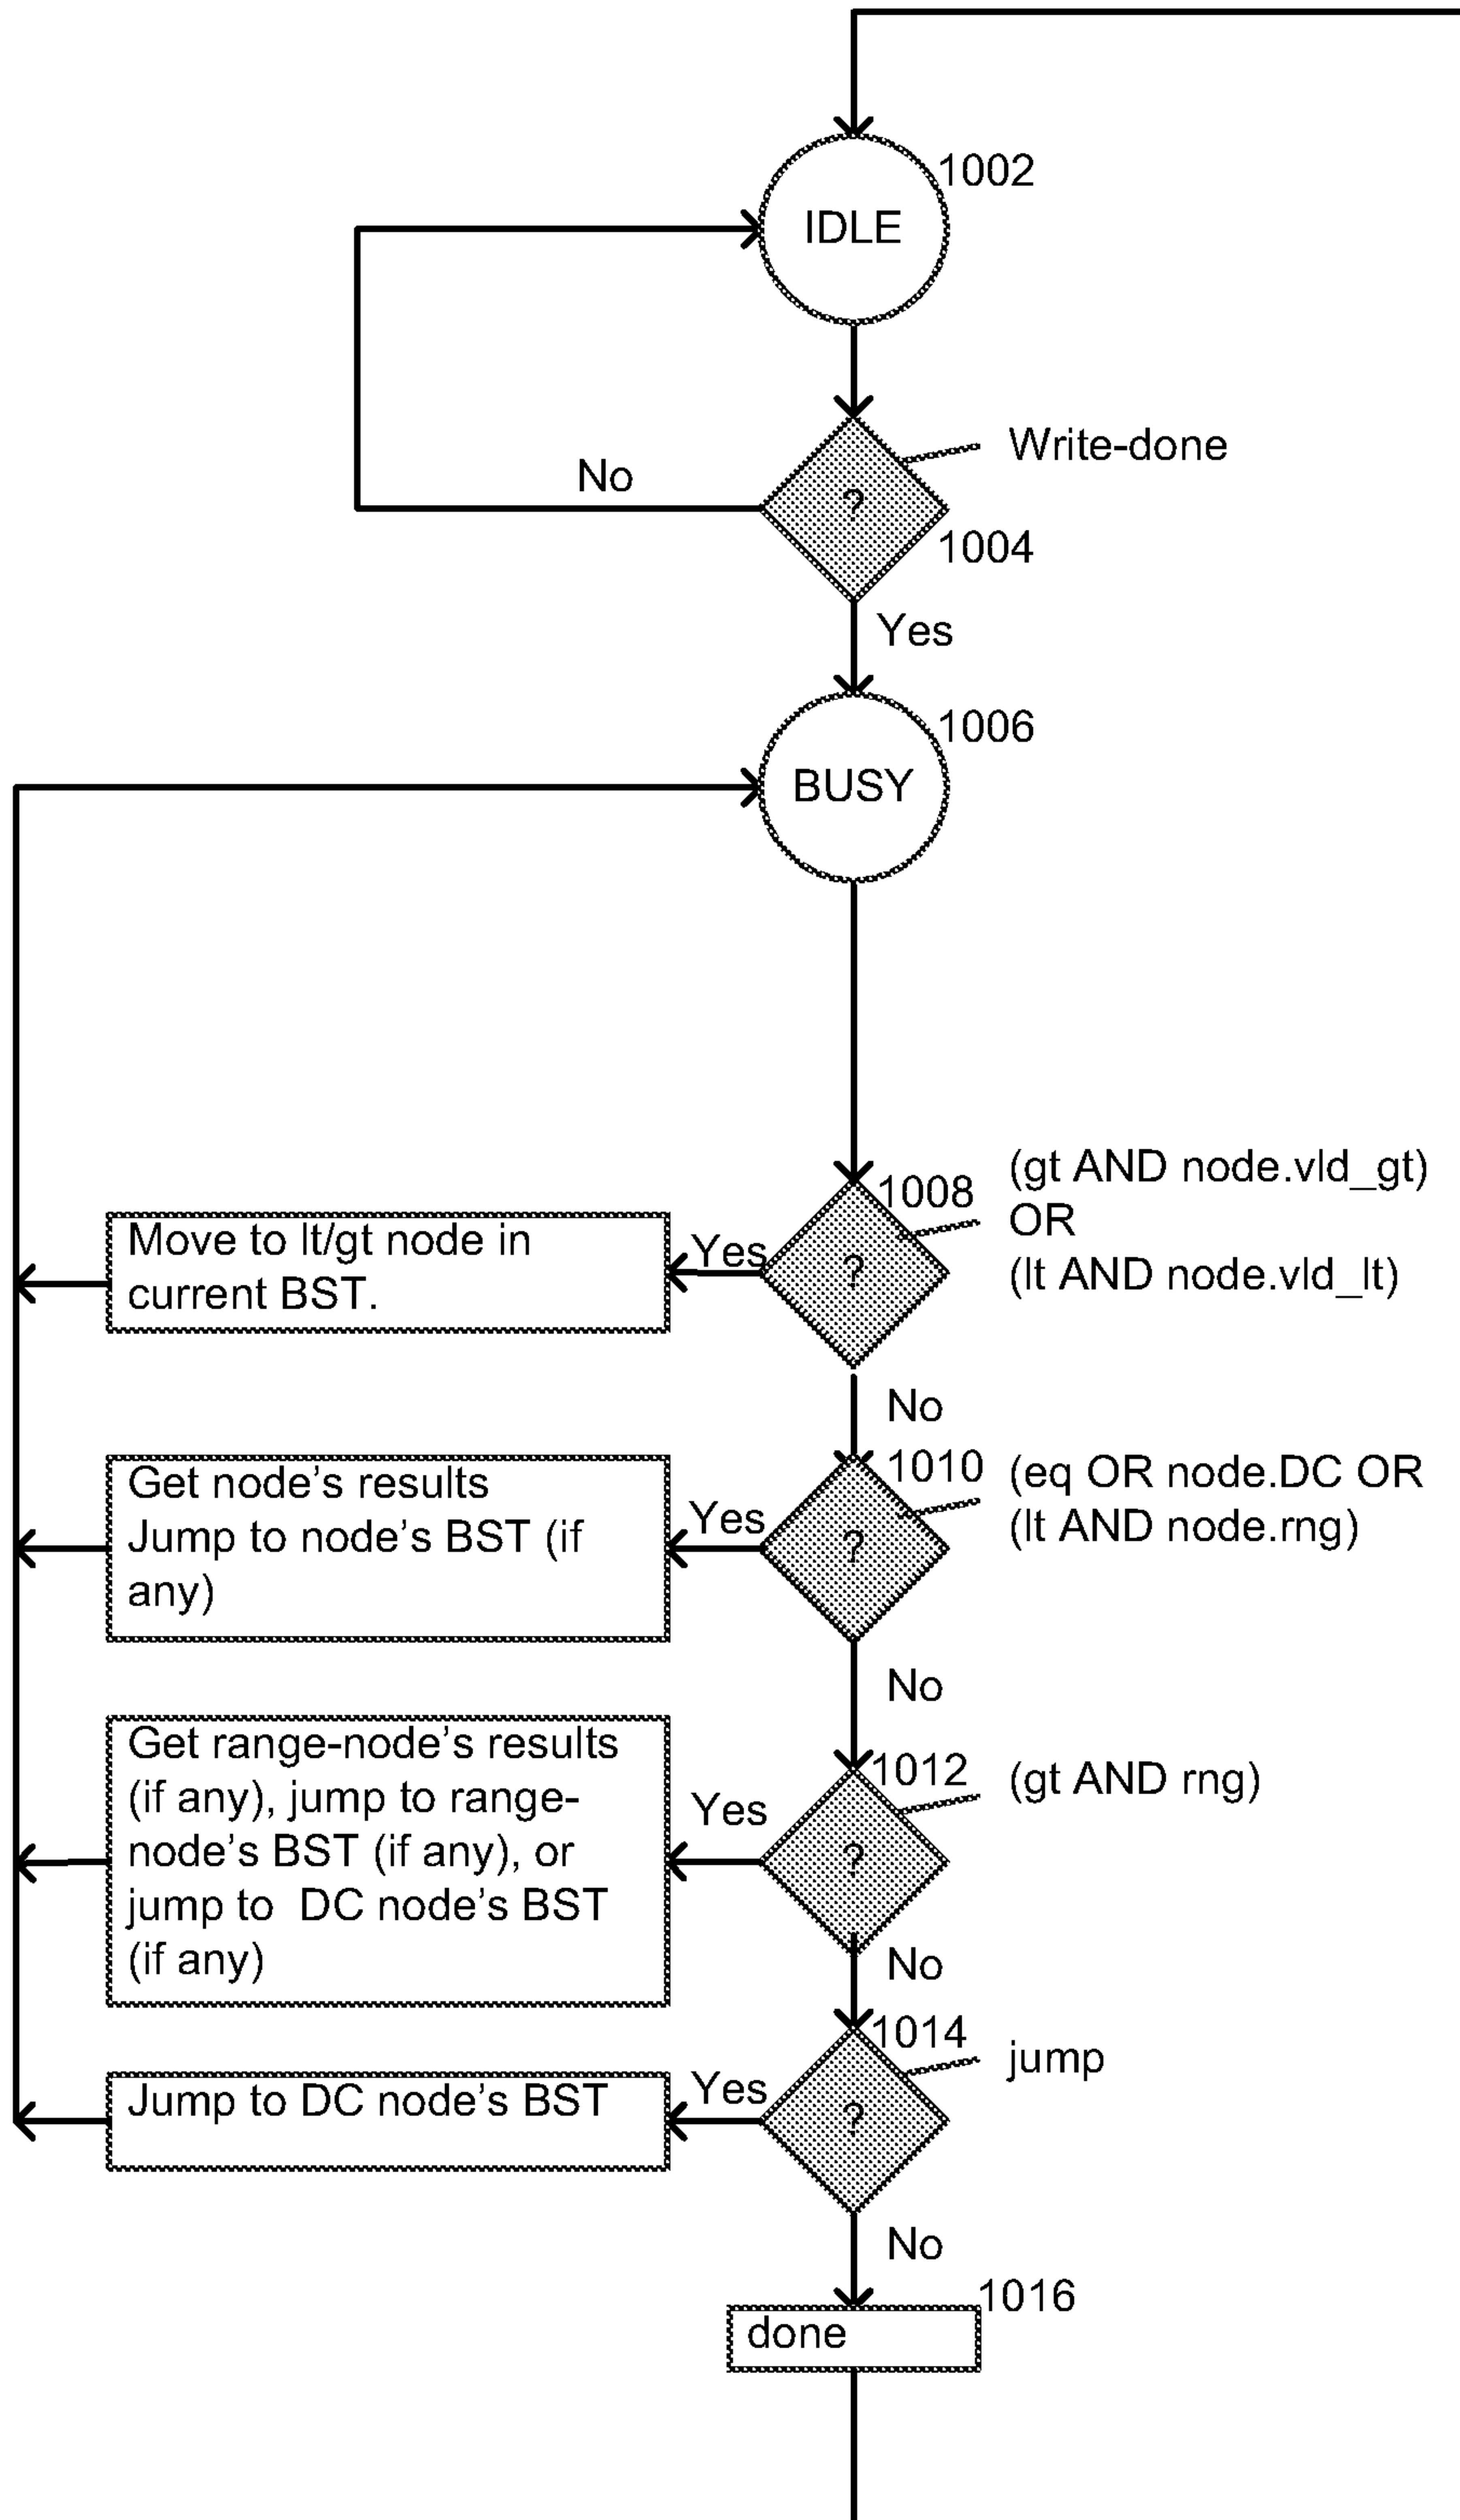 1002
IDLE
Write-done
No
?
1004
Yes
1006
BUSY
(gt AND node.vld_gt)
1008
OR
Move to lt/gt node in
Yes
?
(lt AND node.vld_lt)
current BST.
No
1010
(eq OR node.DC OR
Get node's results
Yes
(lt AND node.rng)
Jump to node's BST (if
?
any)
No
Get range-node's results
1012
(gt AND rng)
(if any), jump to range-
Yes
node's BST (if any), or
?
jump to DC node's BST
(if any)
No
1014
jump
Jump to DC node's BST
Yes
?
No
1016
done